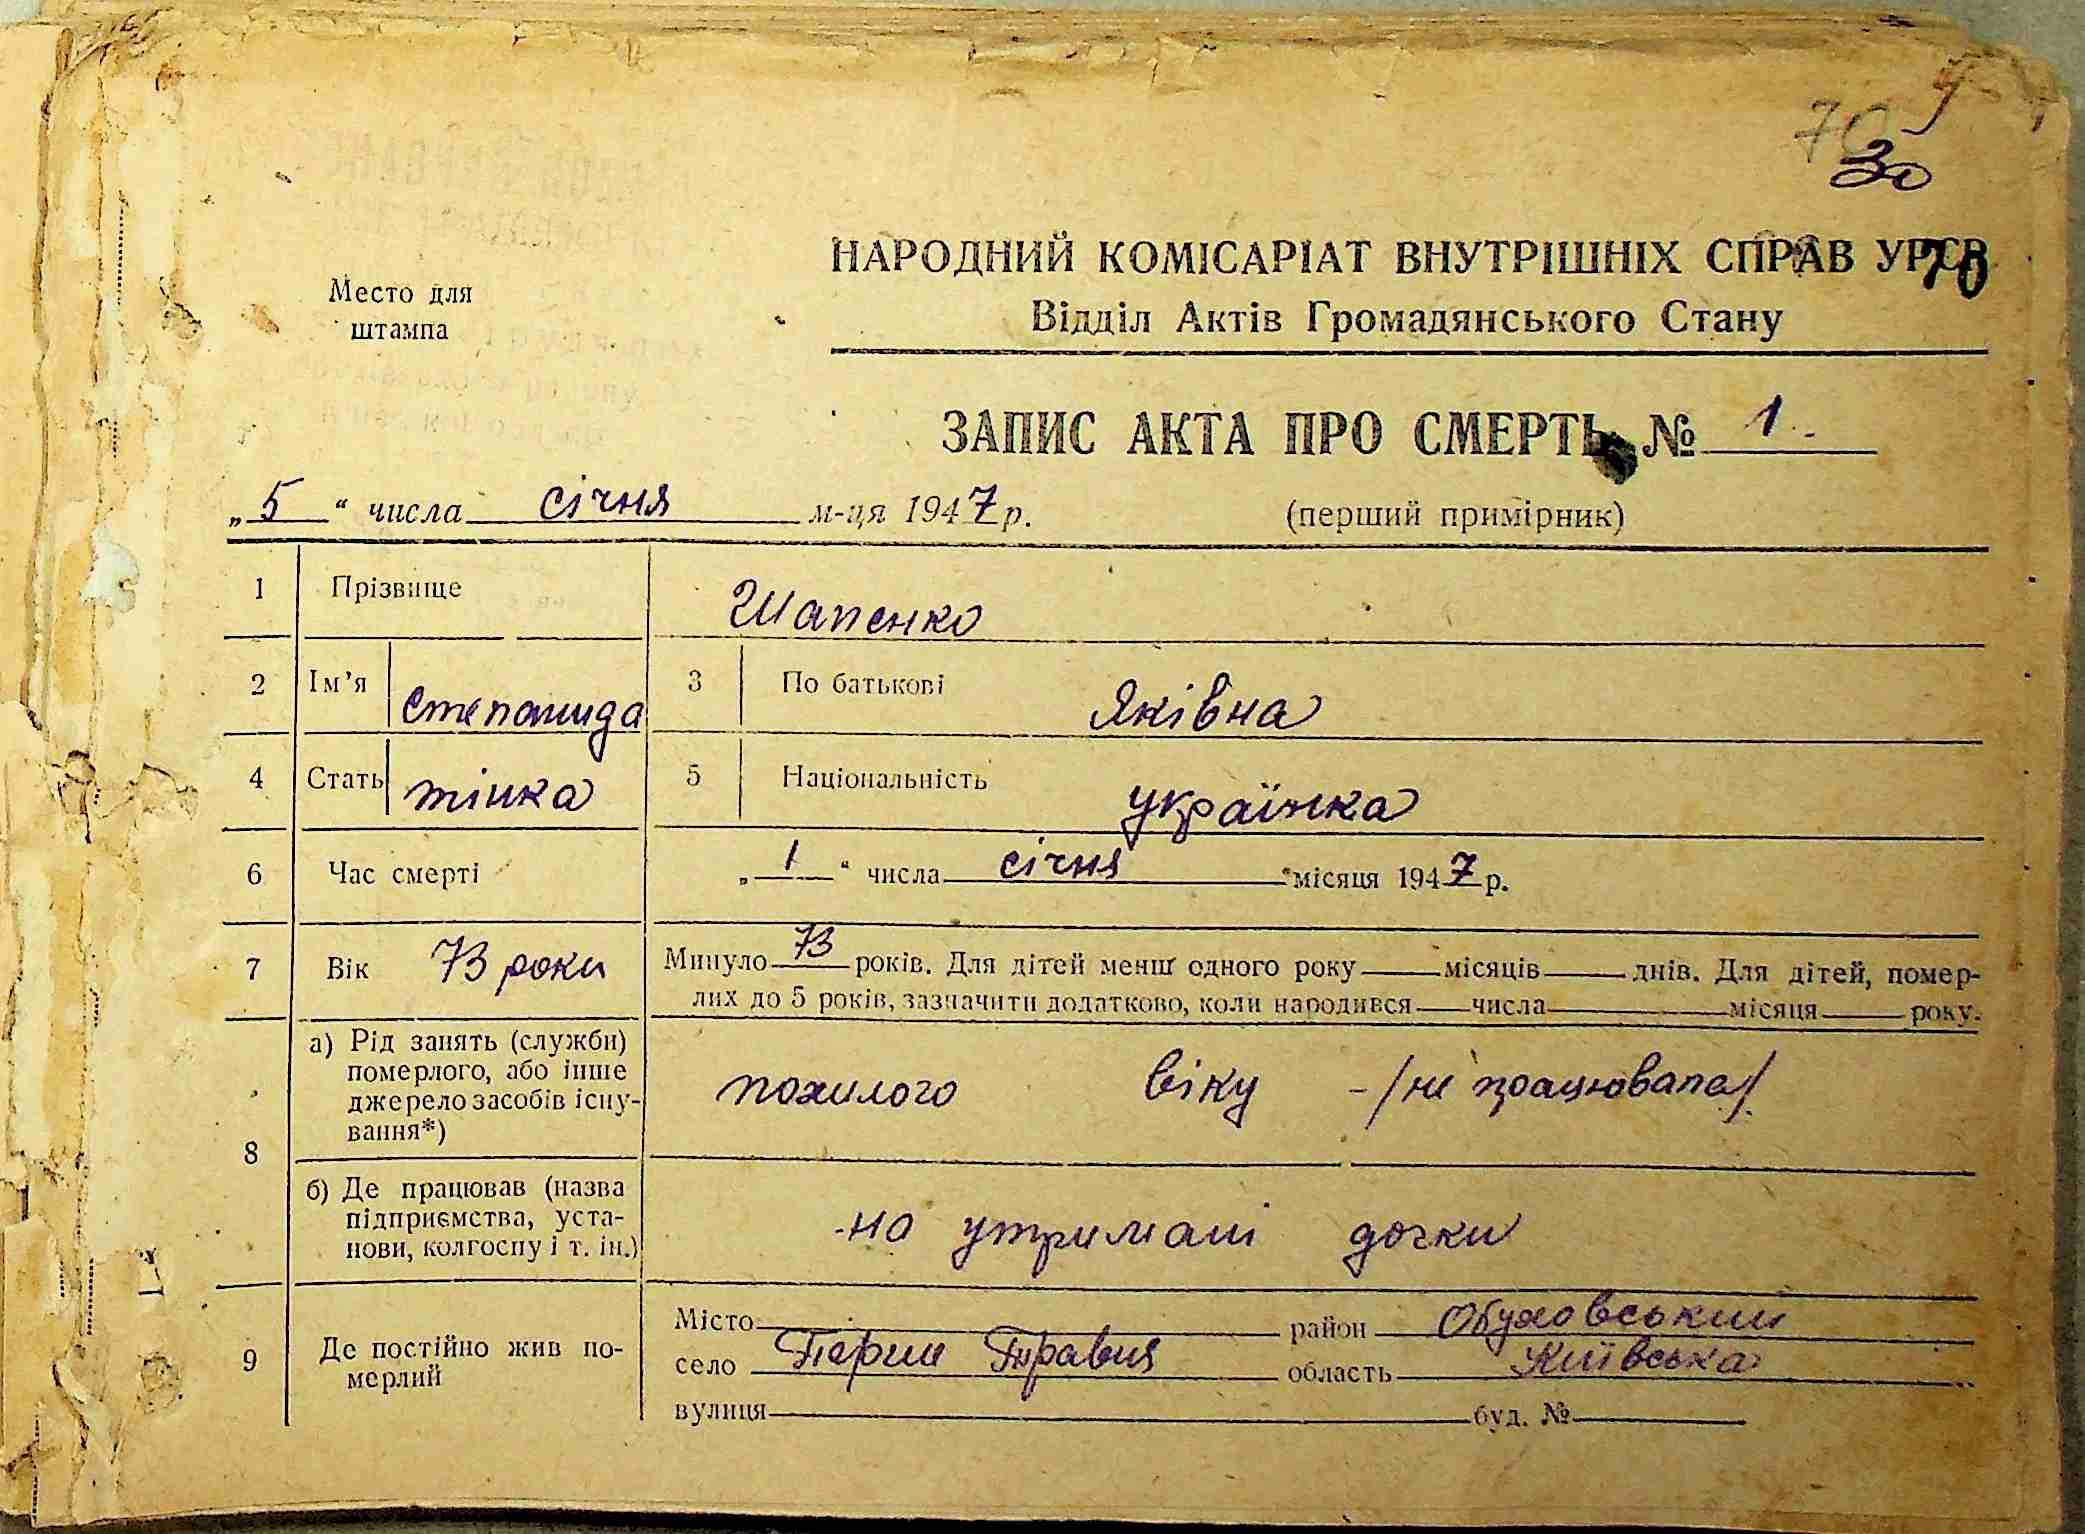 70
30
НАРОДНИЙ КОМІСАРІАТ ВНУТРІШНІХ СПРАВ УРСР
70
Место для
штампа
Відділ Актів Громадянського Стану
ЗАПИС АКТА ПРО СМЕРТЬ № 1
„5“ числа січня м-ця 1947 р. (перший примірник)
1 Прізвище Шапенко
2 Ім’я Степанида 3 По батькові Яківна
4 Стать жінка 5 Національність українка
6 Час смерті „1“ числа січня місяця 1947 р.
7 Вік 73 роки Минуло 73 років. Для дітей менш одного року — місяців — днів. Для дітей, помер-
лих до 5 років, зазначити додатково, коли народився — числа — місяця — року.
8 а) Рід занять (служби)
померлого, або інше
джерело засобів існу-
вання*)
похилого віку - /не працювала/
б) Де працював (назва
підприємства, уста-
нови, колгоспу і т. ін.)
на утримані дочки
9 Де постійно жив по-
мерлий
Місто район Обуховський
село Перше Травня область Київська
вулиця буд. №